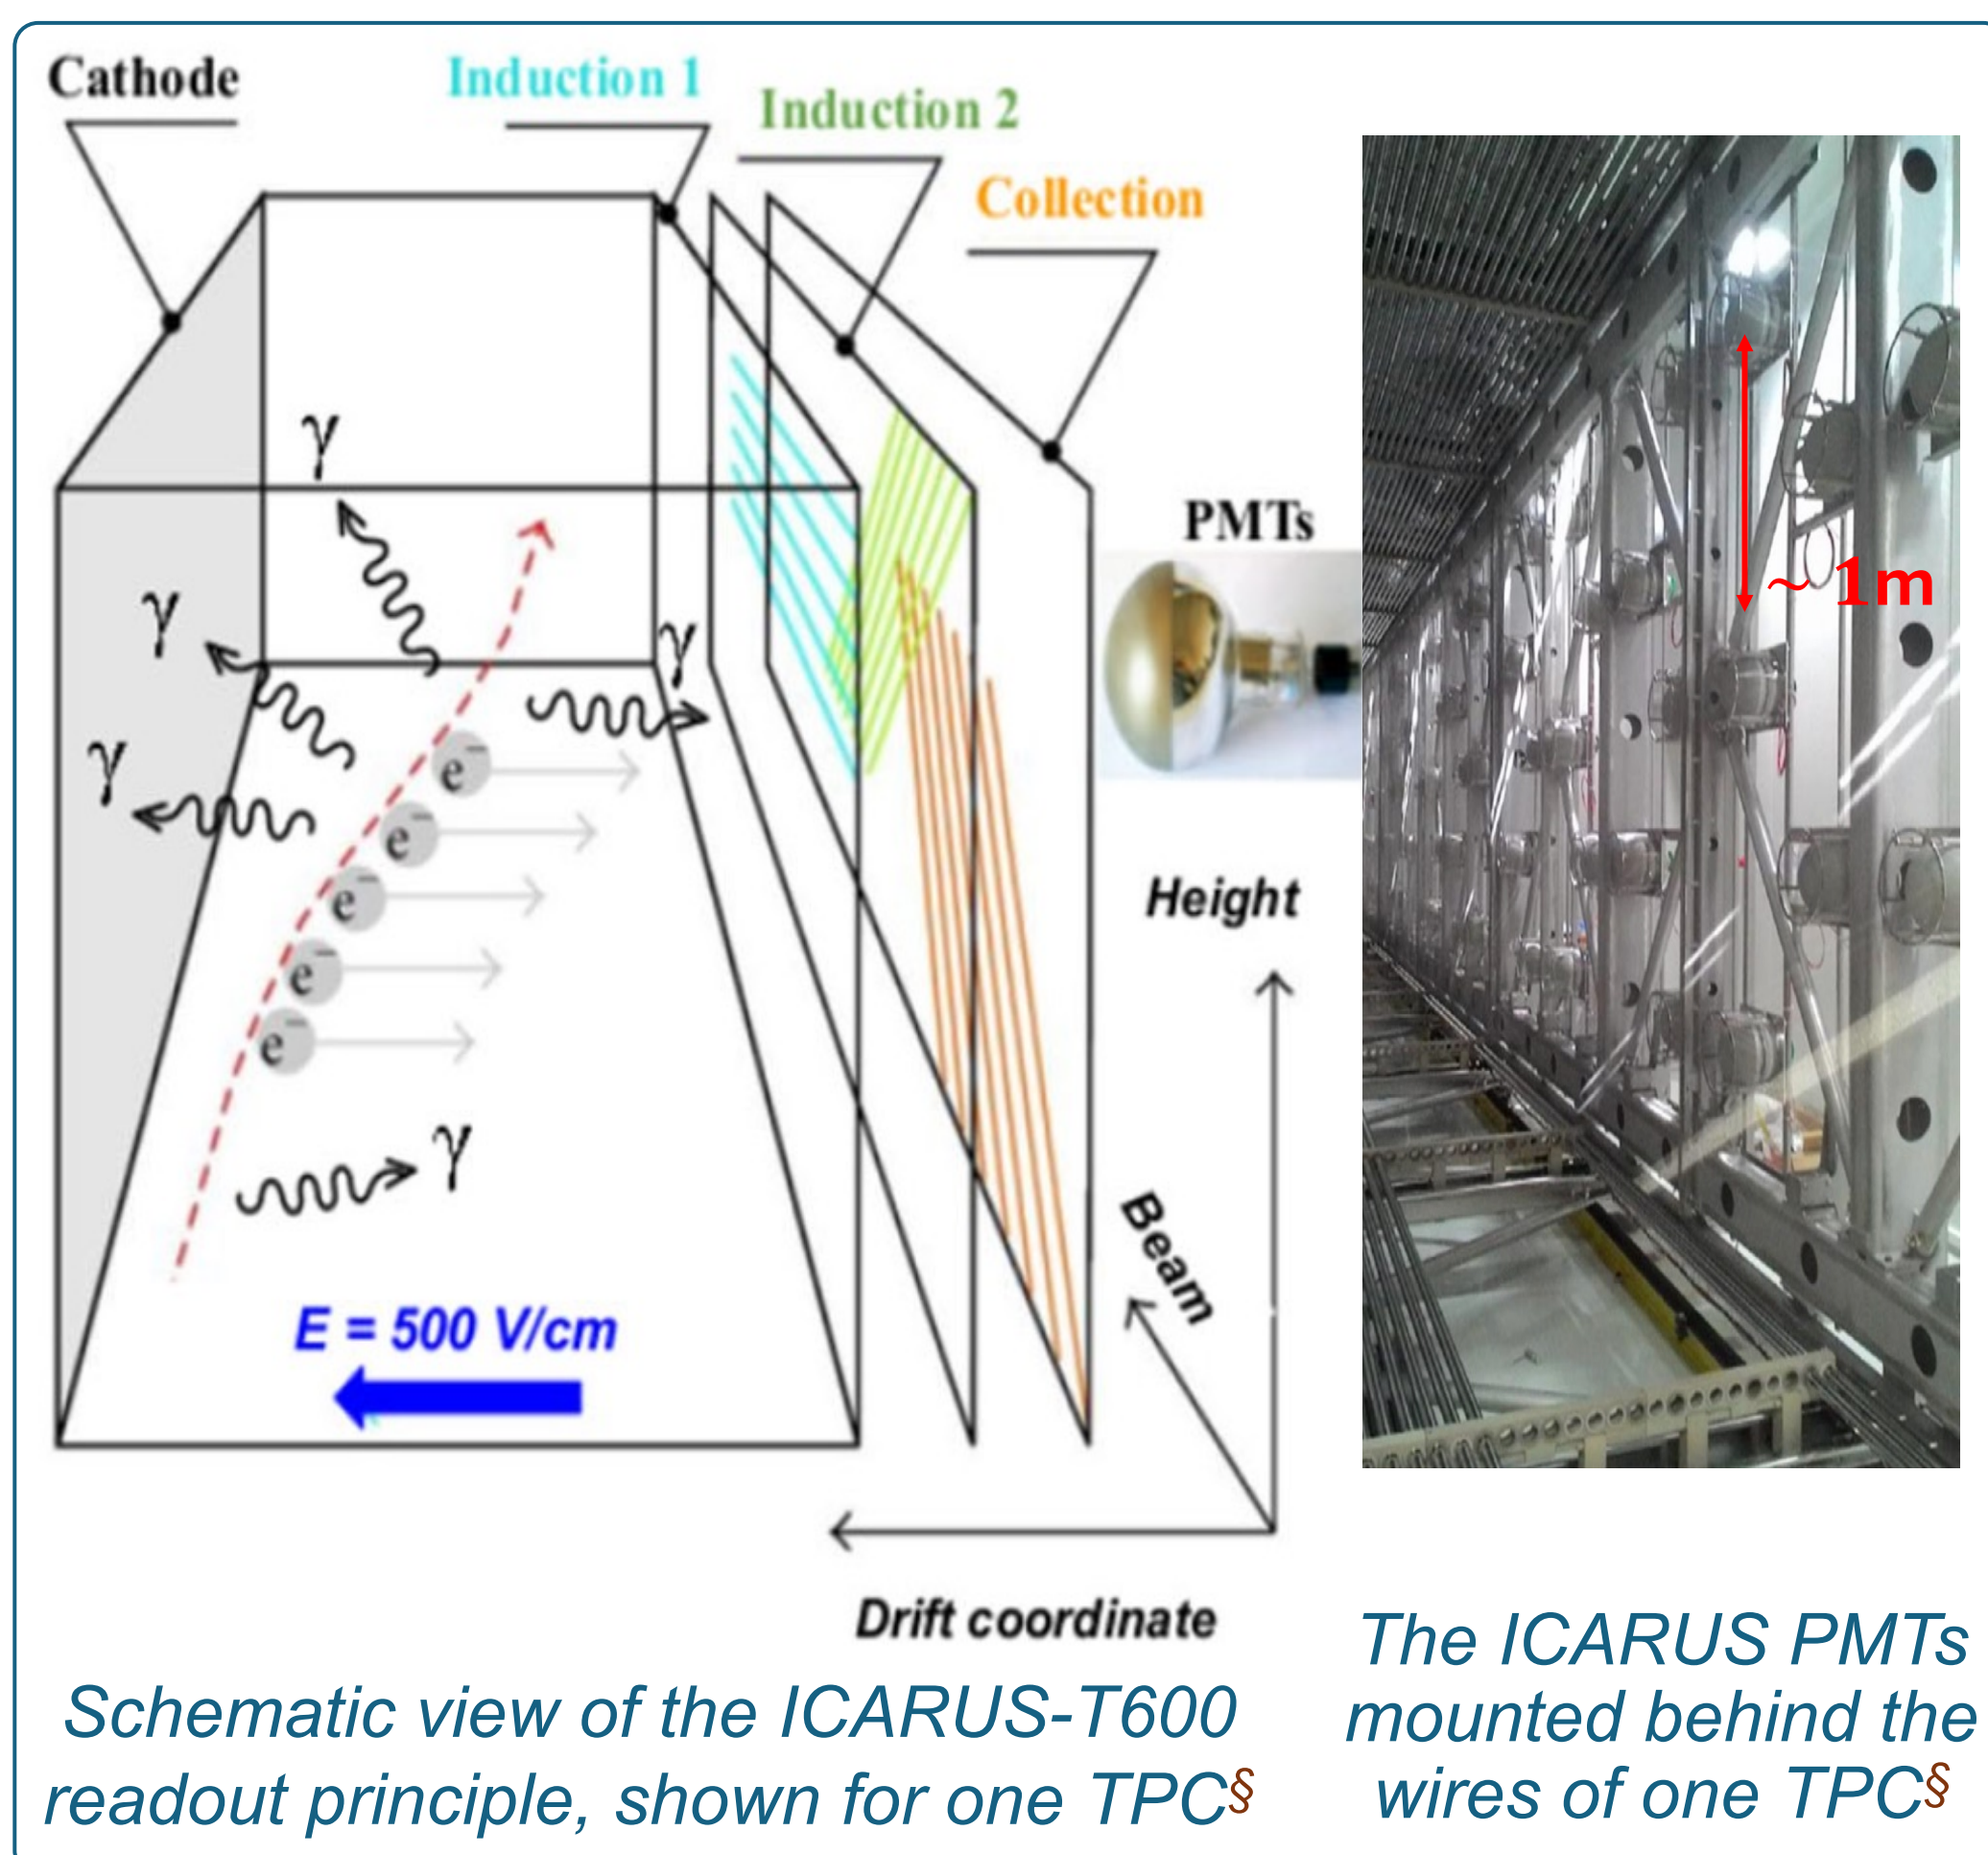 Cathode
Induction 1
Induction 2
Collection
γ
PMTs
~ 1m
γ
γ
γ
e⁻
e⁻
e⁻
Height
e⁻
e⁻
γ
Beam
E = 500 V/cm
Drift coordinate
Schematic view of the ICARUS-T600
readout principle, shown for one TPC§
The ICARUS PMTs
mounted behind the
wires of one TPC§